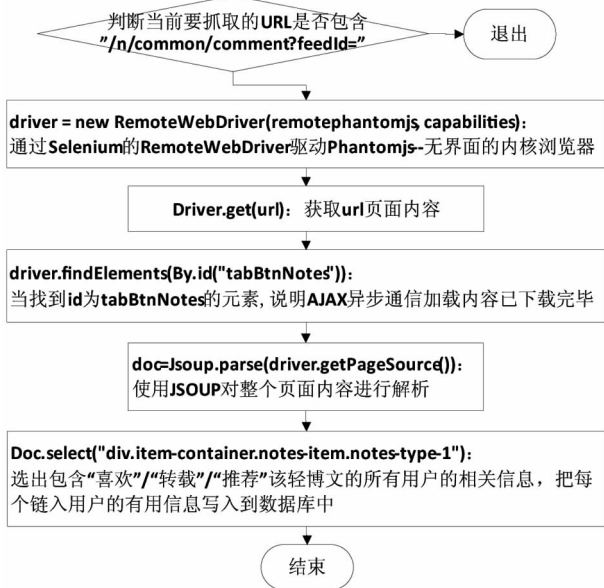 判断当前要抓取的URL是否包含
"/n/common/comment?feedId="
退出
driver = new RemoteWebDriver(remotephantomjs, capabilities)：
通过Selenium的RemoteWebDriver驱动Phantomjs--无界面的内核浏览器
Driver.get(url)：获取url页面内容
driver.findElements(By.id("tabBtnNotes"))：
当找到id为tabBtnNotes的元素, 说明AJAX异步通信加载内容已下载完毕
doc=Jsoup.parse(driver.getPageSource())：
使用JSOUP对整个页面内容进行解析
Doc.select("div.item-container.notes-item.notes-type-1")：
选出包含“喜欢”/“转载”/“推荐”该轻博文的所有用户的相关信息，把每
个链入用户的有用信息写入到数据库中
结束